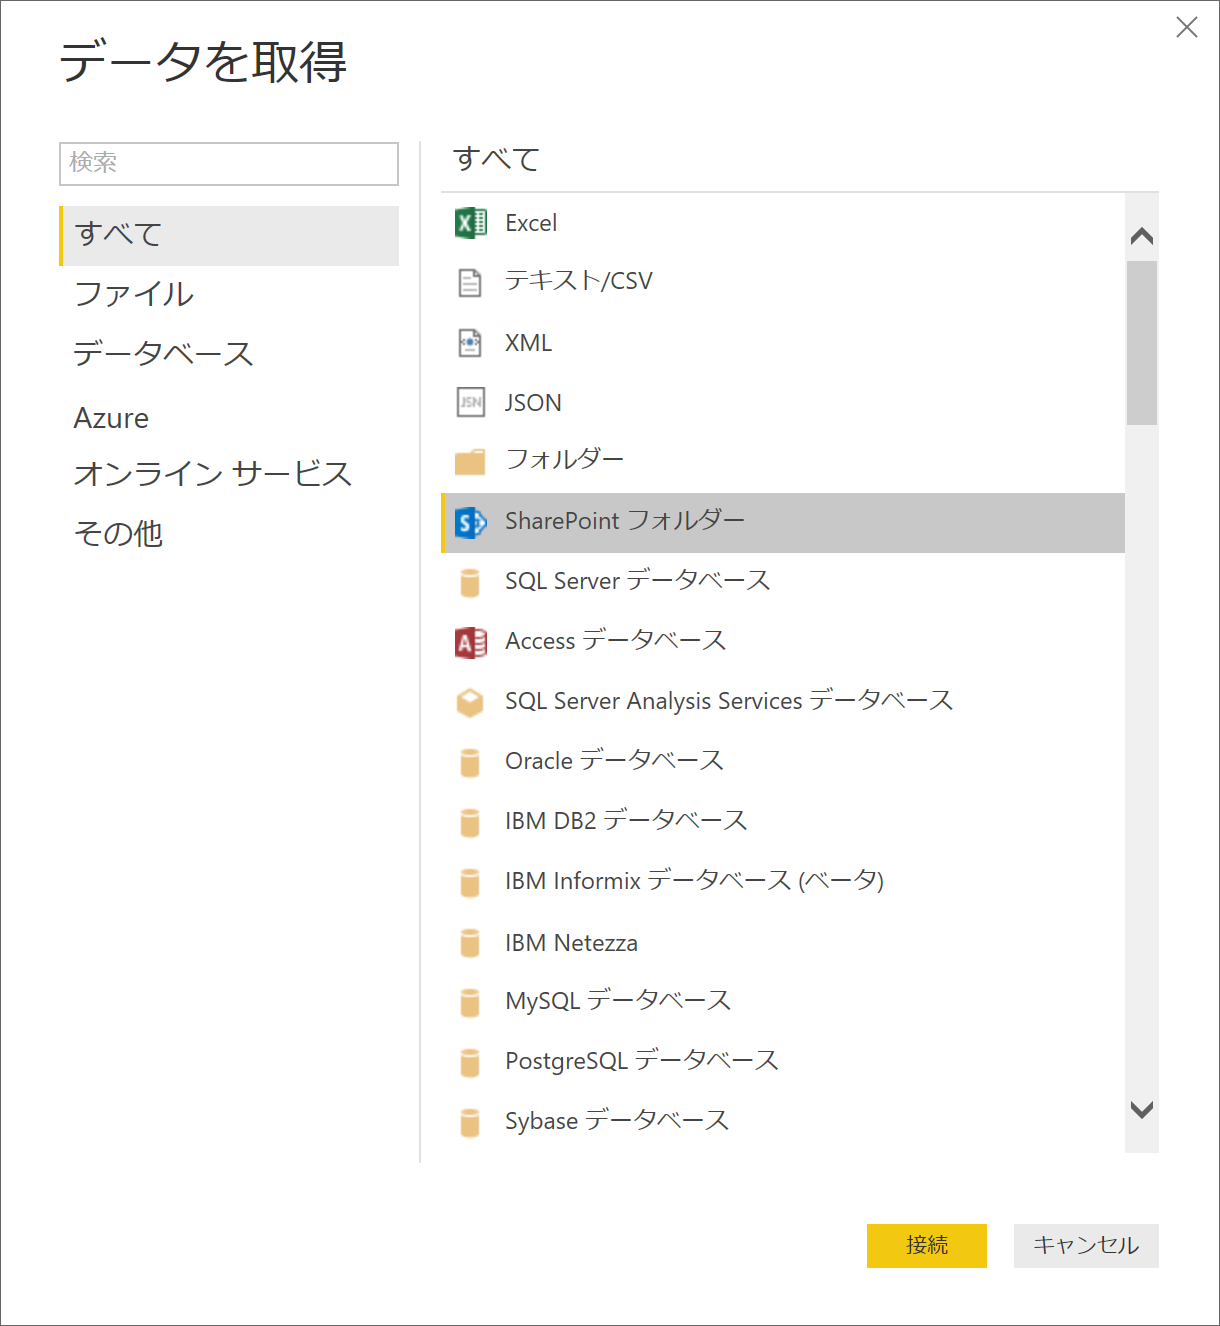 データを取得
検索
すべて
ファイル
データベース
Azure
オンライン サービス
その他
すべて
Excel
テキスト/CSV
XML
JSON
フォルダー
SharePoint フォルダー
SQL Server データベース
Access データベース
SQL Server Analysis Services データベース
Oracle データベース
IBM DB2 データベース
IBM Informix データベース (ベータ)
IBM Netezza
MySQL データベース
PostgreSQL データベース
Sybase データベース
接続
キャンセル